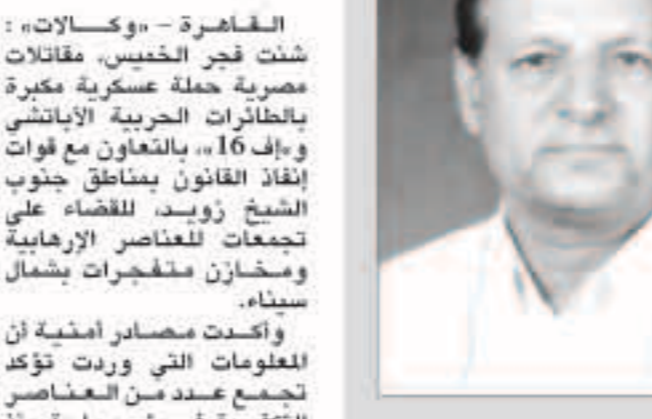 القاهرة – «وكالات» :
شنت فجر الخميس، مقاتلات
مصرية حملة عسكرية مكبرة
بالطائرات الحربية الأباتشي
و«إف 16»، بالتعاون مع قوات
إنفاذ القانون بمناطق جنوب
الشيخ زويد، للقضاء على
تجمعات للعناصر الإرهابية
ومخازن متفجرات بشمال
سيناء.
وأكدت مصادر أمنية أن
المعلومات التي وردت تؤكد
تجمع عدد من العناصر